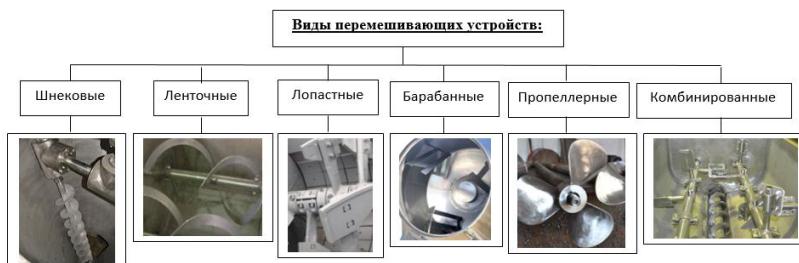 Виды перемешивающих устройств:
Шнековые
Ленточные
Лопастные
Барабанные
Пропеллерные
Комбинированные